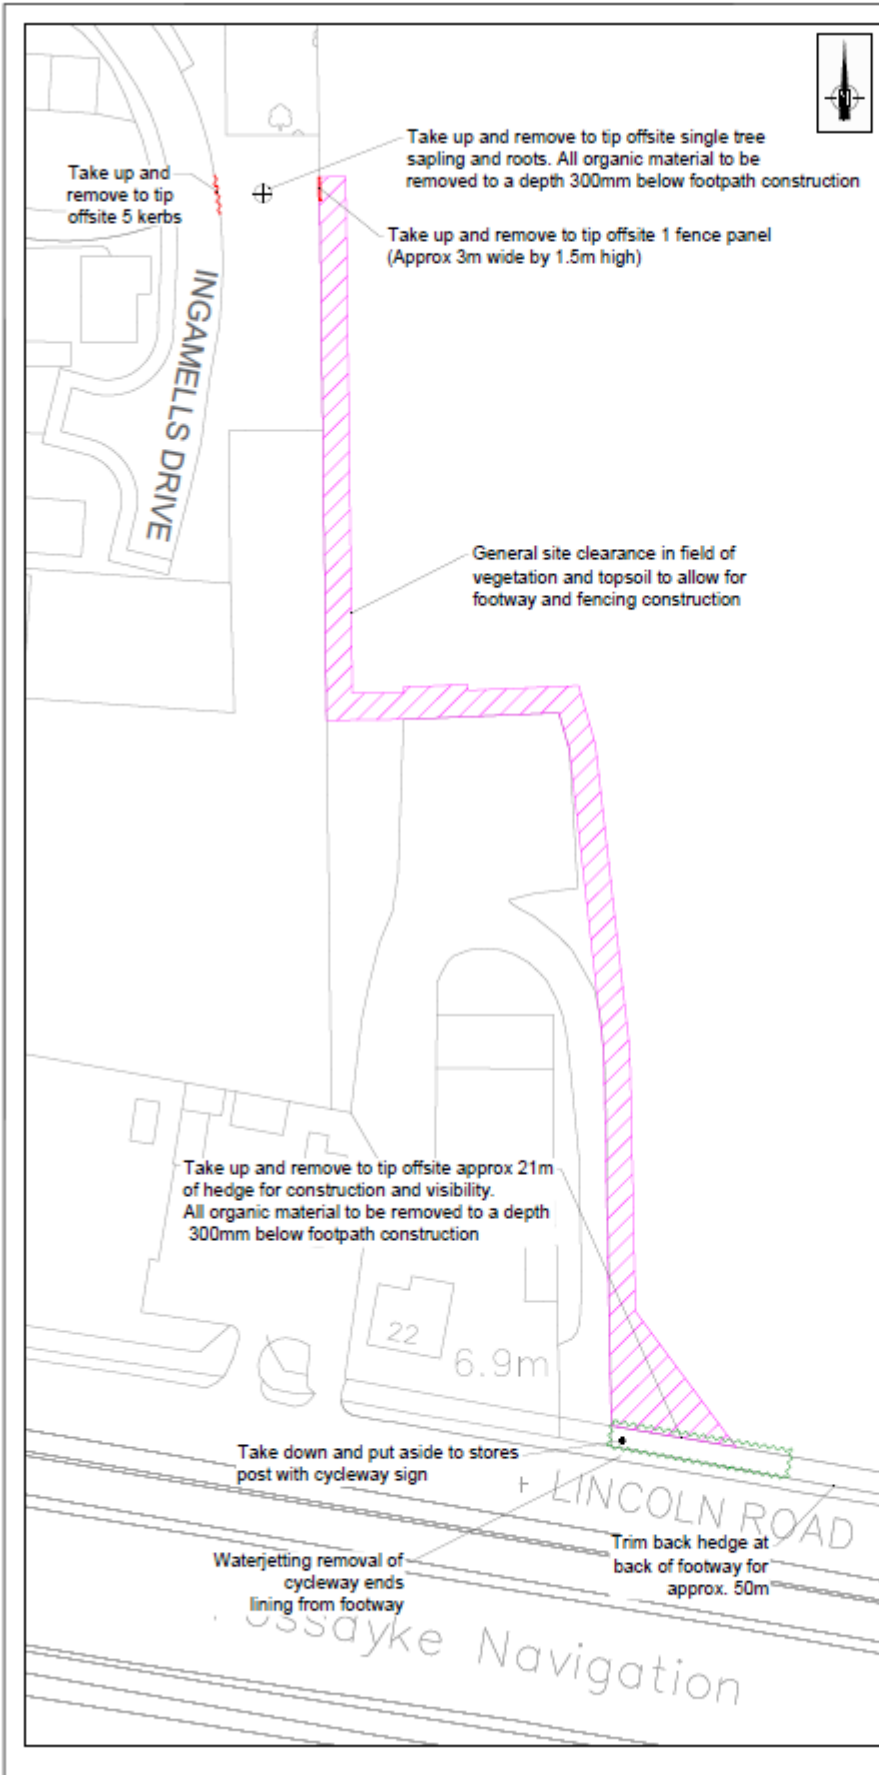 Take up and remove to tip offsite single tree
sapling and roots. All organic material to be
removed to a depth 300mm below footpath construction
Take up and
remove to tip
offsite 5 kerbs
Take up and remove to tip offsite 1 fence panel
(Approx 3m wide by 1.5m high)
INGAMELLS DRIVE
General site clearance in field of
vegetation and topsoil to allow for
footway and fencing construction
Take up and remove to tip offsite approx 21m
of hedge for construction and visibility.
All organic material to be removed to a depth
300mm below footpath construction
22
6.9m
Take down and put aside to stores
post with cycleway sign
LINCOLN ROAD
Trim back hedge at
back of footway for
approx. 50m
Waterjetting removal of
cycleway ends
lining from footway
Navigation